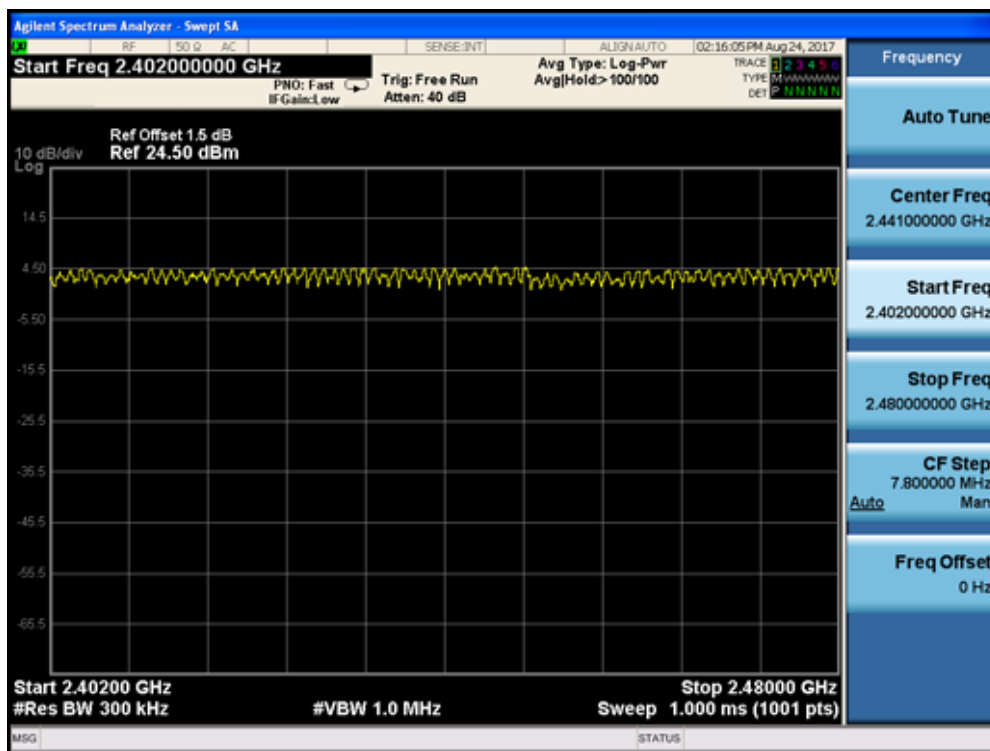 Agilent Spectrum Analyzer - Swept SA
RF 50 Ω AC SENSE:INT ALIGNAUTO 02:16:05 PM Aug 24, 2017
Start Freq 2.402000000 GHz
PNO: Fast
IFGain:Low
Trig: Free Run
Atten: 40 dB
Avg Type: Log-Pwr
Avg|Hold:>100/100
TRACE 1 2 3 4 5 6
TYPE M
DET P N N N N N
Ref Offset 1.5 dB
10 dB/div Ref 24.50 dBm
Log
14.5
4.50
-5.50
-15.5
-25.5
-35.5
-45.5
-55.5
-65.5
Start 2.40200 GHz Stop 2.48000 GHz
#Res BW 300 kHz #VBW 1.0 MHz Sweep 1.000 ms (1001 pts)
MSG STATUS
Frequency
Auto Tune
Center Freq
2.441000000 GHz
Start Freq
2.402000000 GHz
Stop Freq
2.480000000 GHz
CF Step
7.800000 MHz
Auto Man
Freq Offset
0 Hz